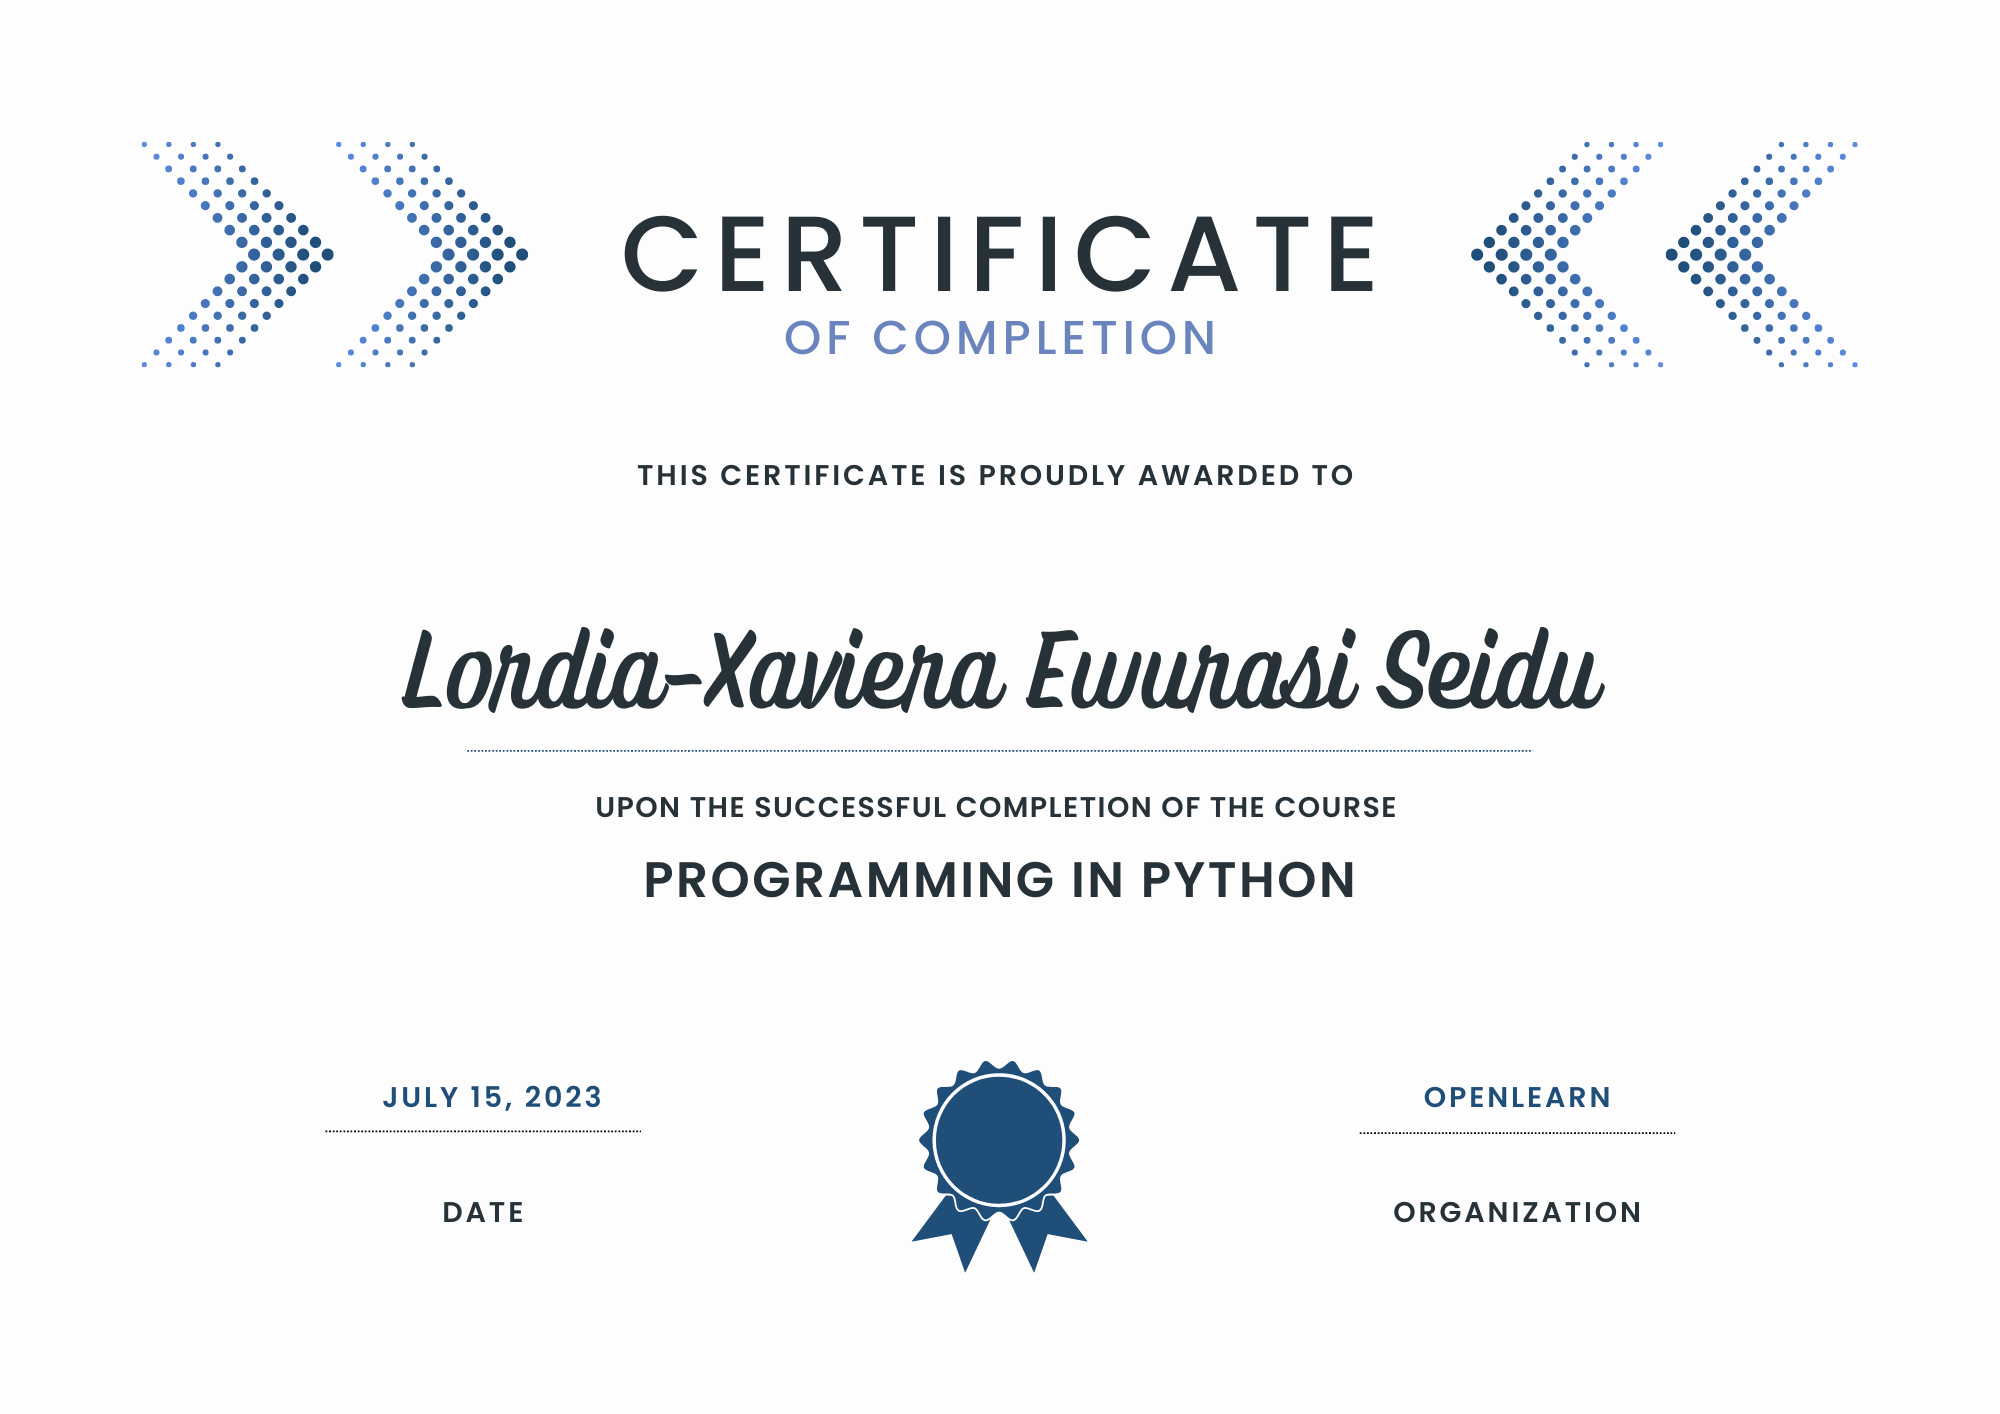 CERTIFICATE
OF COMPLETION
THIS CERTIFICATE IS PROUDLY AWARDED TO
Lordia-Xaviera Ewurasi Seidu
UPON THE SUCCESSFUL COMPLETION OF THE COURSE
PROGRAMMING IN PYTHON
JULY 15, 2023
DATE
OPENLEARN
ORGANIZATION